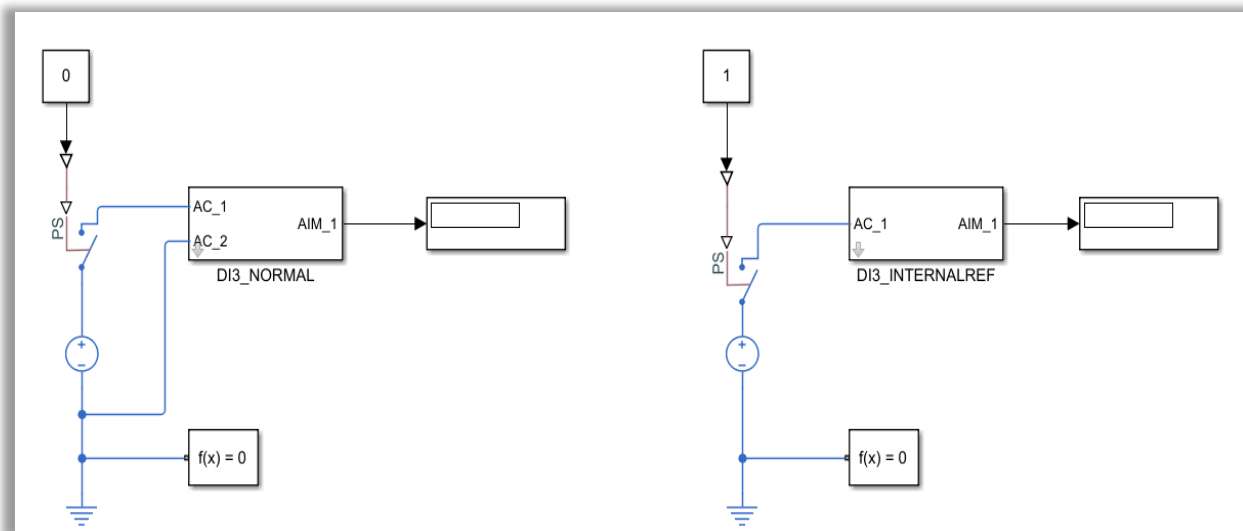 0
PS
AC_1
AC_2
AIM_1
DI3_NORMAL
+
−
f(x) = 0
1
PS
AC_1
AIM_1
DI3_INTERNALREF
+
−
f(x) = 0